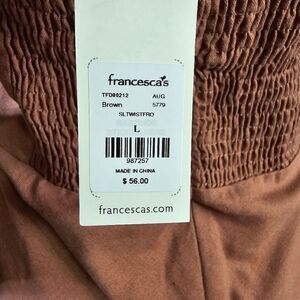 francesca's
TFD80212 AUG
Brown 5779
SLTWISTFRO
L
987257
MADE IN CHINA
$ 56.00
francescas.com